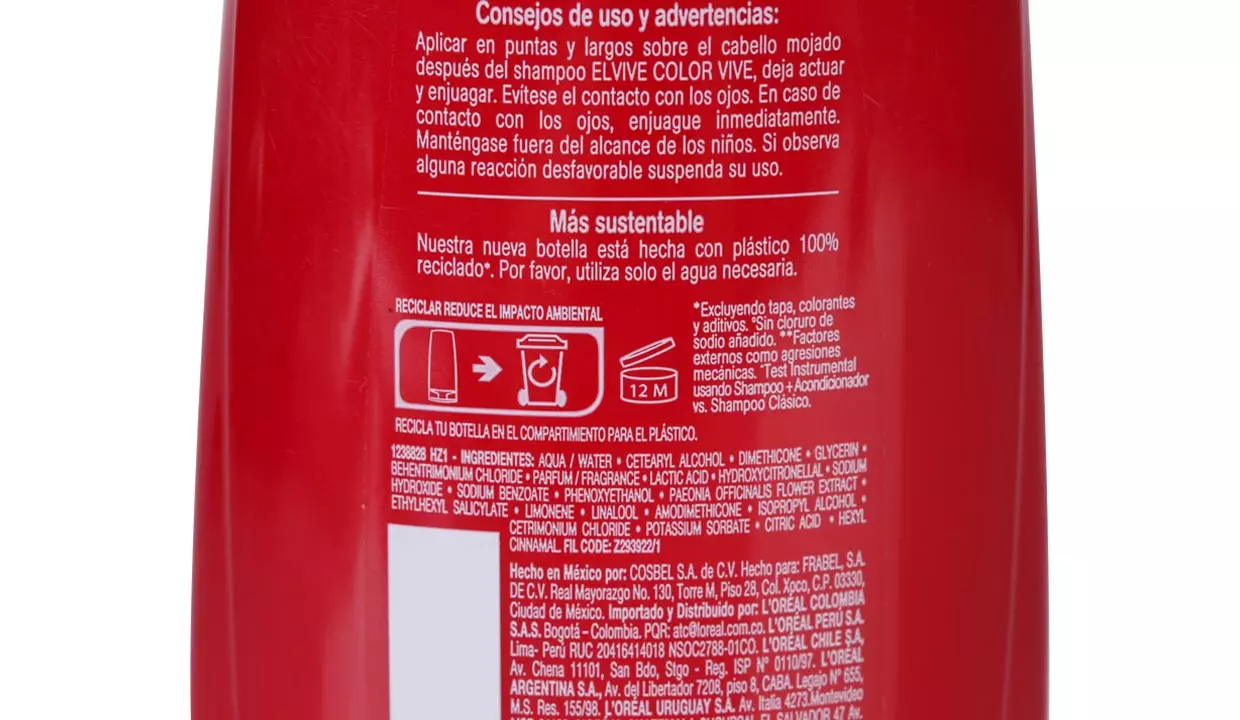 Consejos de uso y advertencias:
Aplicar en puntas y largos sobre el cabello mojado
después del shampoo ELVIVE COLOR VIVE, deja actuar
y enjuagar. Evítese el contacto con los ojos. En caso de
contacto con los ojos, enjuague inmediatamente.
Manténgase fuera del alcance de los niños. Si observa
alguna reacción desfavorable suspenda su uso.
Más sustentable
Nuestra nueva botella está hecha con plástico 100%
reciclado*. Por favor, utiliza solo el agua necesaria.
RECICLAR REDUCE EL IMPACTO AMBIENTAL
12 M
*Excluyendo tapa, colorantes
y aditivos. °Sin cloruro de
sodio añadido. **Factores
externos como agresiones
mecánicas. *Test Instrumental
usando Shampoo + Acondicionador
vs. Shampoo Clásico.
RECICLA TU BOTELLA EN EL COMPARTIMIENTO PARA EL PLÁSTICO.
1238828 HZ1 - INGREDIENTES: AQUA / WATER • CETEARYL ALCOHOL • DIMETHICONE • GLYCERIN •
BEHENTRIMONIUM CHLORIDE • PARFUM / FRAGRANCE • LACTIC ACID • HYDROXYCITRONELLAL • SODIUM
HYDROXIDE • SODIUM BENZOATE • PHENOXYETHANOL • PAEONIA OFFICINALIS FLOWER EXTRACT •
ETHYLHEXYL SALICYLATE • LIMONENE • LINALOOL • AMODIMETHICONE • ISOPROPYL ALCOHOL •
CETRIMONIUM CHLORIDE • POTASSIUM SORBATE • CITRIC ACID • HEXYL
CINNAMAL. FIL CODE: Z293922/1
Hecho en México por: COSBEL S.A. de C.V. Hecho para: FRABEL, S.A.
DE C.V. Real Mayorazgo No. 130, Torre M, Piso 28, Col. Xoco, C.P. 03330,
Ciudad de México. Importado y Distribuido por: L'ORÉAL COLOMBIA
S.A.S. Bogotá – Colombia. PQR: atc@loreal.com.co. L'ORÉAL PERÚ S.A.
Lima- Perú RUC 20416414018 NSOC2788-01CO. L'ORÉAL CHILE S.A.
Av. Chena 11101, San Bdo, Stgo - Reg. ISP N° 0110/97. L'ORÉAL
ARGENTINA S.A., Av. del Libertador 7208, piso 8, CABA. Legajo N° 655,
M.S. Res. 155/98. L'ORÉAL URUGUAY S.A. Av. Italia 4273.Montevideo
SUCURSAL 47 Av.